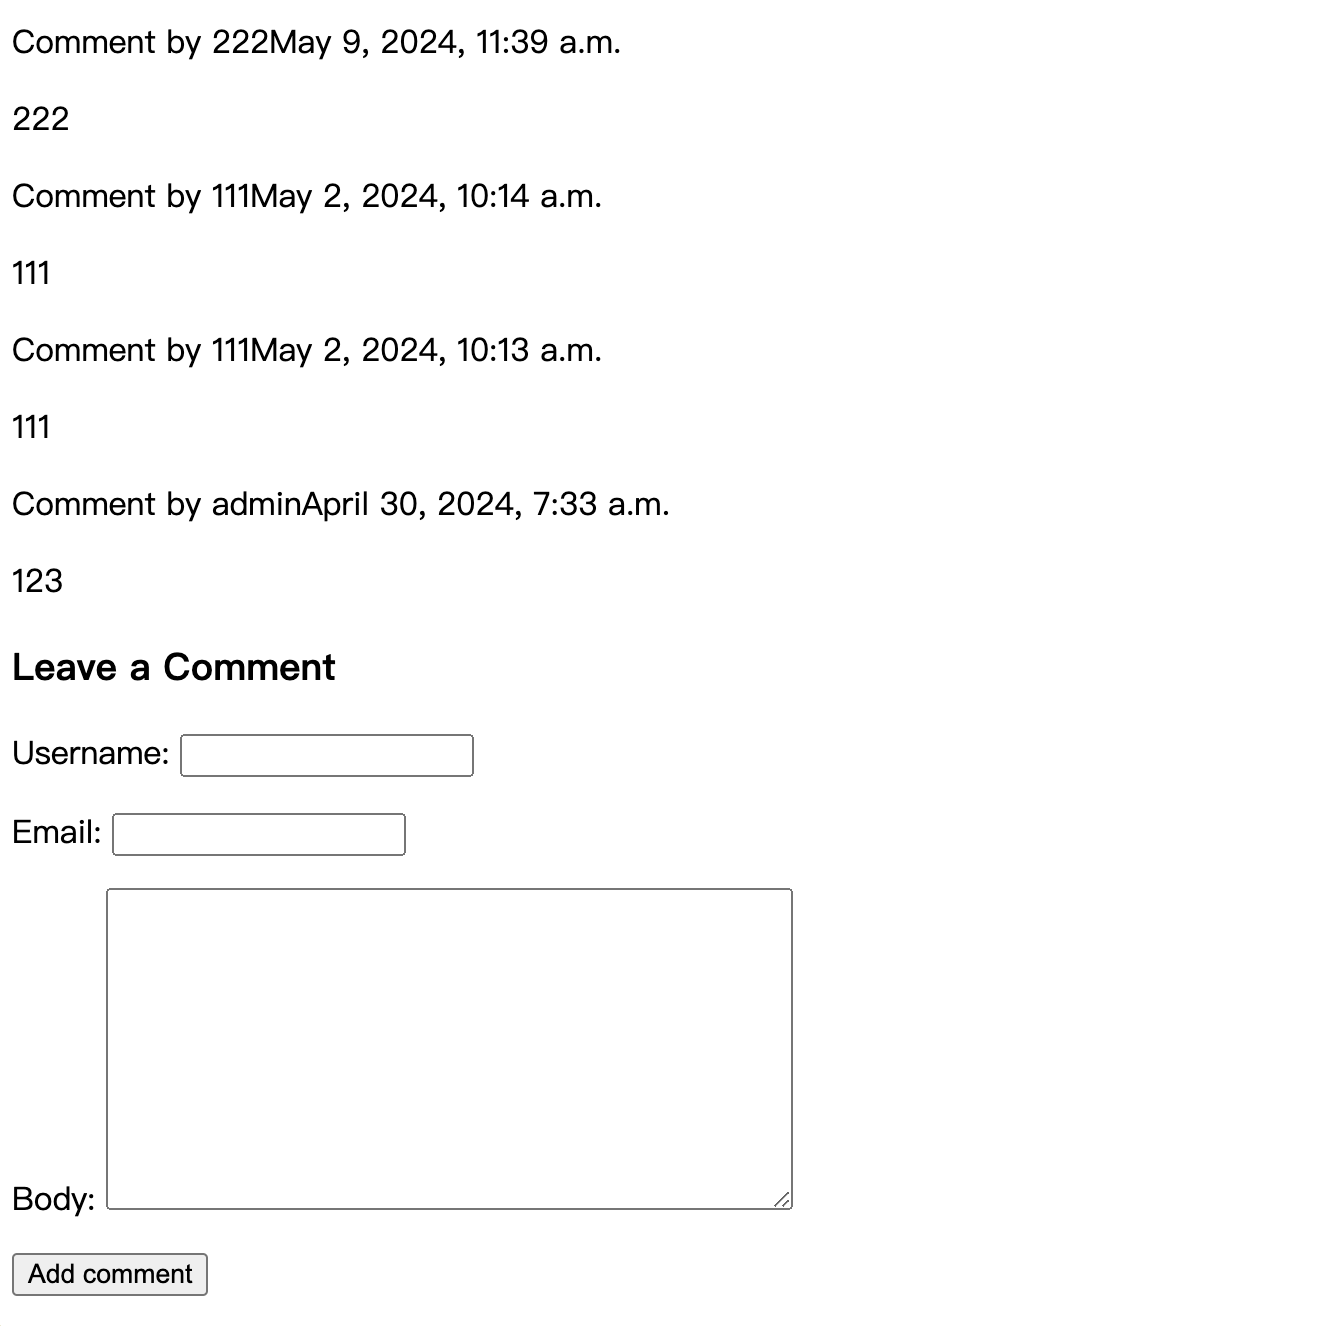 Comment by 222May 9, 2024, 11:39 a.m.
222
Comment by 111May 2, 2024, 10:14 a.m.
111
Comment by 111May 2, 2024, 10:13 a.m.
111
Comment by adminApril 30, 2024, 7:33 a.m.
123
Leave a Comment
Username:
Email:
Body:
Add comment